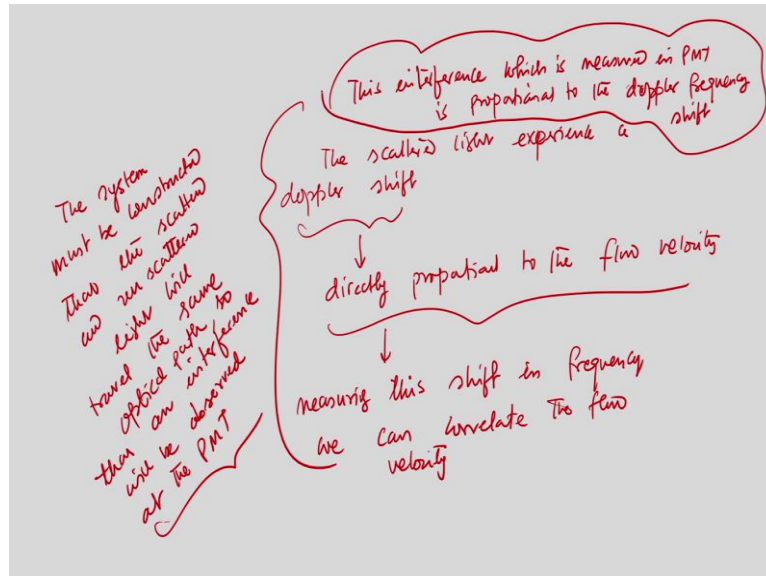 This interference which is measured in PMT
is proportional to the doppler frequency
shift
The scattered light experience a
doppler shift
directly proportional to the flow velocity
measuring this shift in frequency
we can correlate the flow
velocity
The system
must be constructed
that the scattered
and un scattered
light will
travel the same
optical path so
that an interference
will be observed
at the PMT